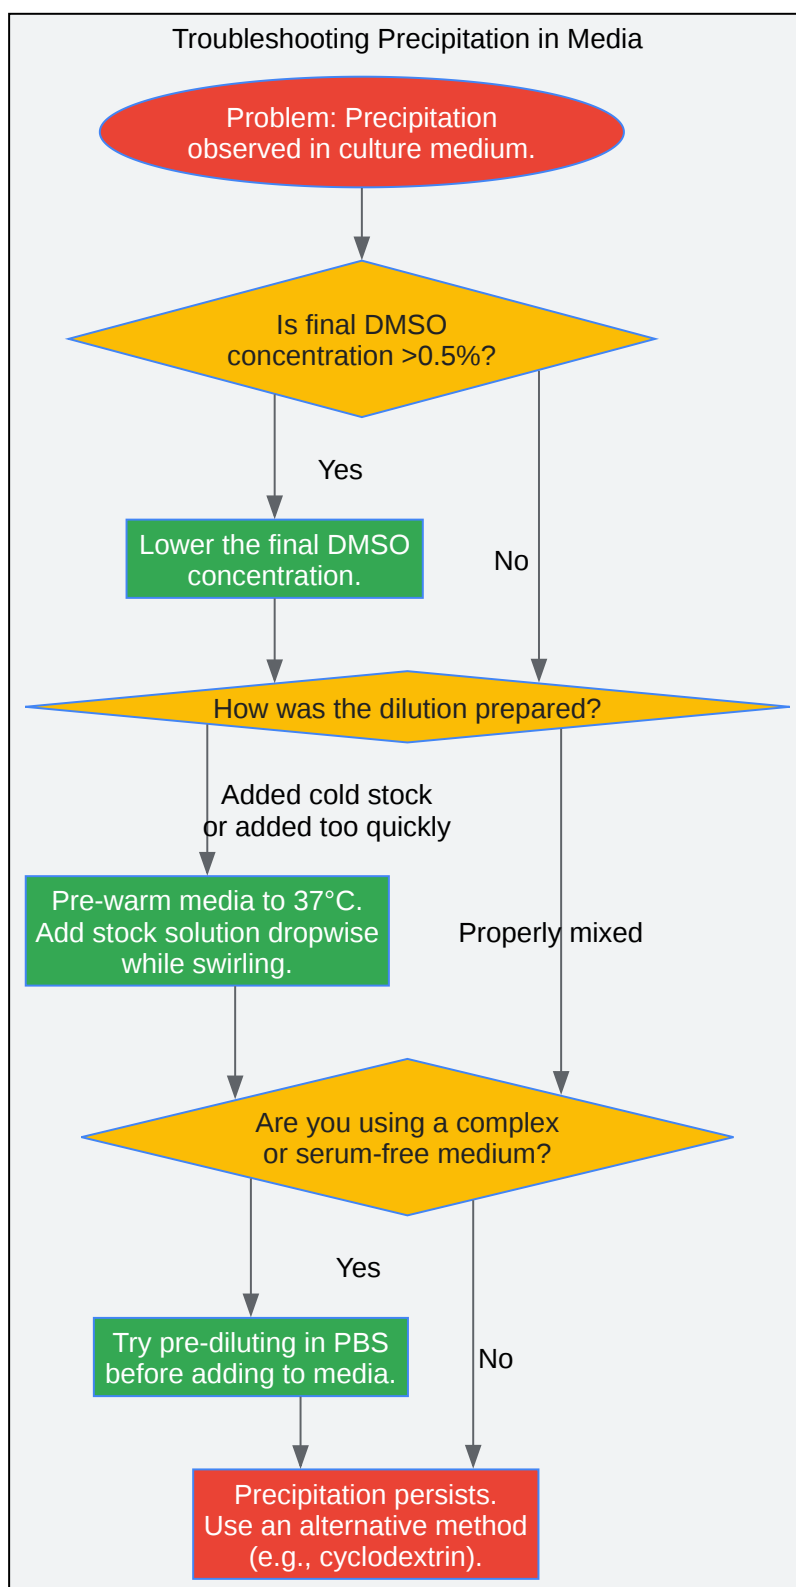 Troubleshooting Precipitation in Media
Problem: Precipitation
observed in culture medium.
Is final DMSO
concentration >0.5%?
Yes
Lower the final DMSO
concentration.
No
How was the dilution prepared?
Added cold stock
or added too quickly
Pre-warm media to 37°C.
Add stock solution dropwise
while swirling.
Properly mixed
Are you using a complex
or serum-free medium?
Yes
Try pre-diluting in PBS
before adding to media.
No
Precipitation persists.
Use an alternative method
(e.g., cyclodextrin).